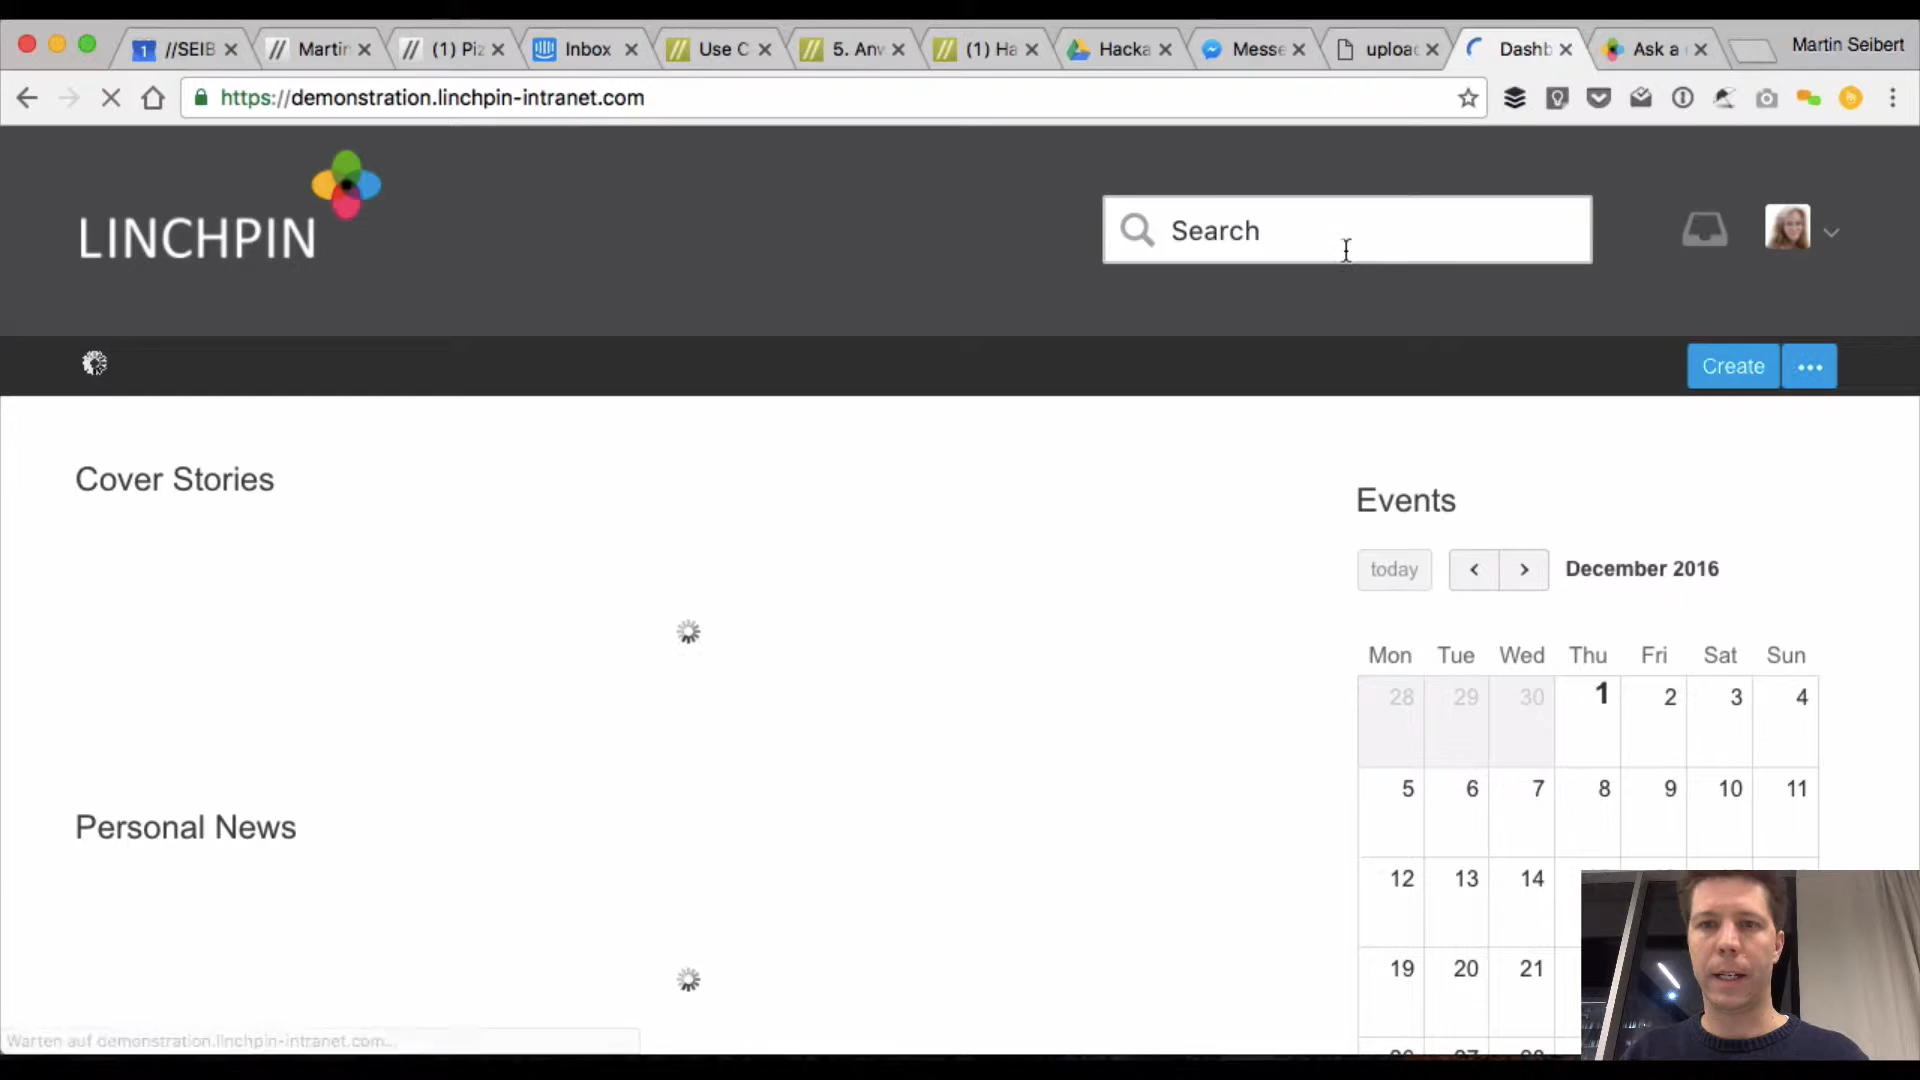 //SEIB
Martin
(1) Piz
Inbox
Use C
5. Anw
(1) Ha
Hacka
Messe
uploac
Dashb
Ask a
Martin Seibert
https://demonstration.linchpin-intranet.com
LINCHPIN
Search
Create
Cover Stories
Events
today
December 2016
Mon Tue Wed Thu Fri Sat Sun
28 29 30 1 2 3 4
5 6 7 8 9 10 11
Personal News
12 13 14
19 20 21
Warten auf demonstration.linchpin-intranet.com...